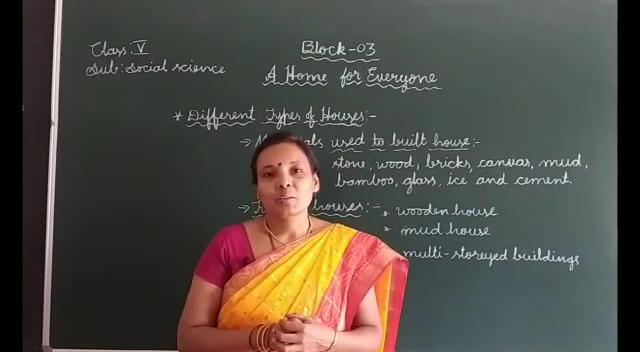 Class: V
Block-03
Sub: Social science
A Home for Everyone
* Different Types of Houses:-
→ used to built house:-
stone, wood, bricks, canvas, mud,
bamboo, glass, ice and cement.
→ houses:- * wooden house
* mud house
multi-storeyed buildings